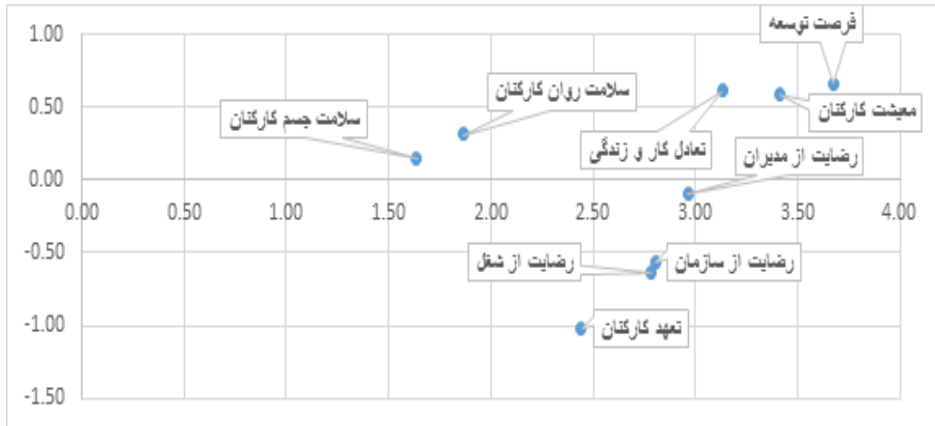 فرصت توسعه
1.00
سلامت روان کارکنان
0.50
معیشت کارکنان
سلامت جسم کارکنان
تعادل کار و زندگی
رضایت از مدیران
0.00
0.00 0.50 1.00 1.50 2.00 2.50 3.00 3.50 4.00
-0.50
رضایت از شغل
رضایت از سازمان
-1.00
تعهد کارکنان
-1.50